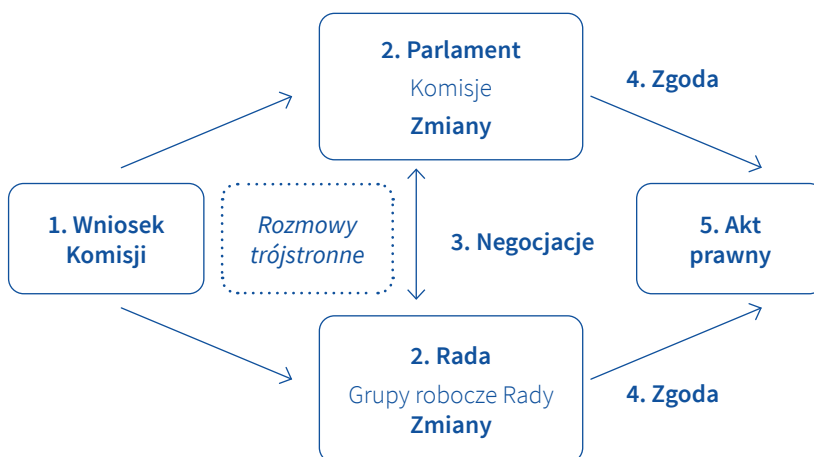 2. Parlament
Komisje
Zmiany
4. Zgoda
1. Wniosek
Komisji
Rozmowy
trójstronne
3. Negocjacje
5. Akt
prawny
2. Rada
Grupy robocze Rady
Zmiany
4. Zgoda